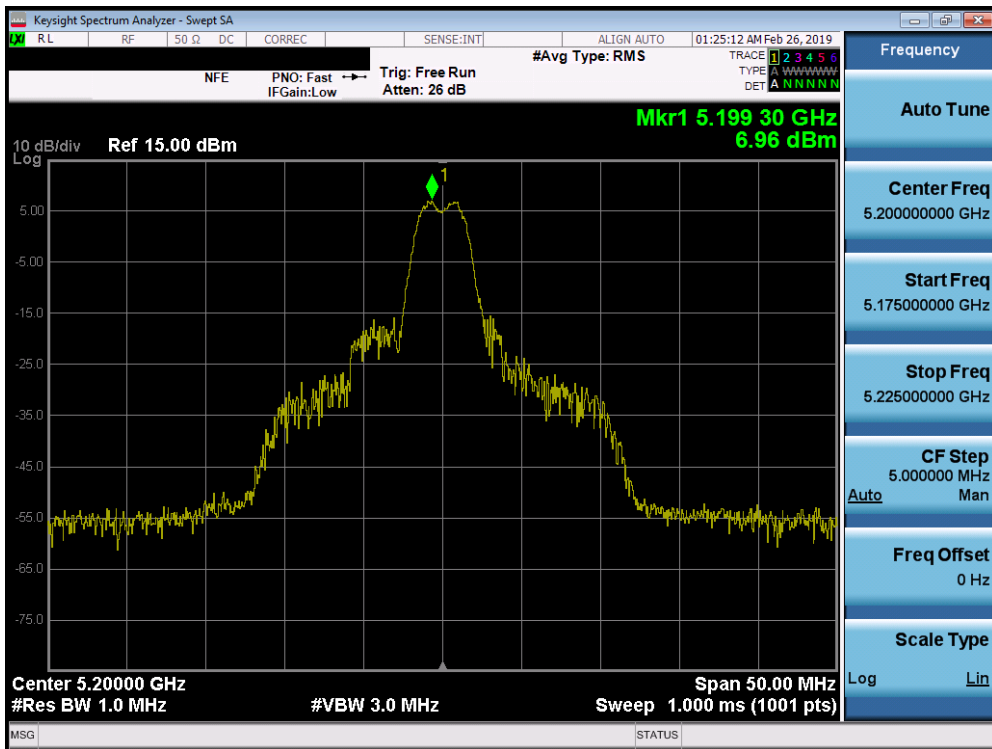 Keysight Spectrum Analyzer - Swept SA
LXI RL RF 50 Ω DC CORREC SENSE:INT ALIGN AUTO 01:25:12 AM Feb 26, 2019
NFE PNO: Fast Trig: Free Run #Avg Type: RMS TRACE 1 2 3 4 5 6
IFGain:Low Atten: 26 dB TYPE A WWWWW
DET A N N N N N
Mkr1 5.199 30 GHz
6.96 dBm
10 dB/div Ref 15.00 dBm
Log
1
5.00
-5.00
-15.0
-25.0
-35.0
-45.0
-55.0
-65.0
-75.0
Center 5.20000 GHz Span 50.00 MHz
#Res BW 1.0 MHz #VBW 3.0 MHz Sweep 1.000 ms (1001 pts)
MSG STATUS
Frequency
Auto Tune
Center Freq
5.200000000 GHz
Start Freq
5.175000000 GHz
Stop Freq
5.225000000 GHz
CF Step
5.000000 MHz
Auto Man
Freq Offset
0 Hz
Scale Type
Log Lin